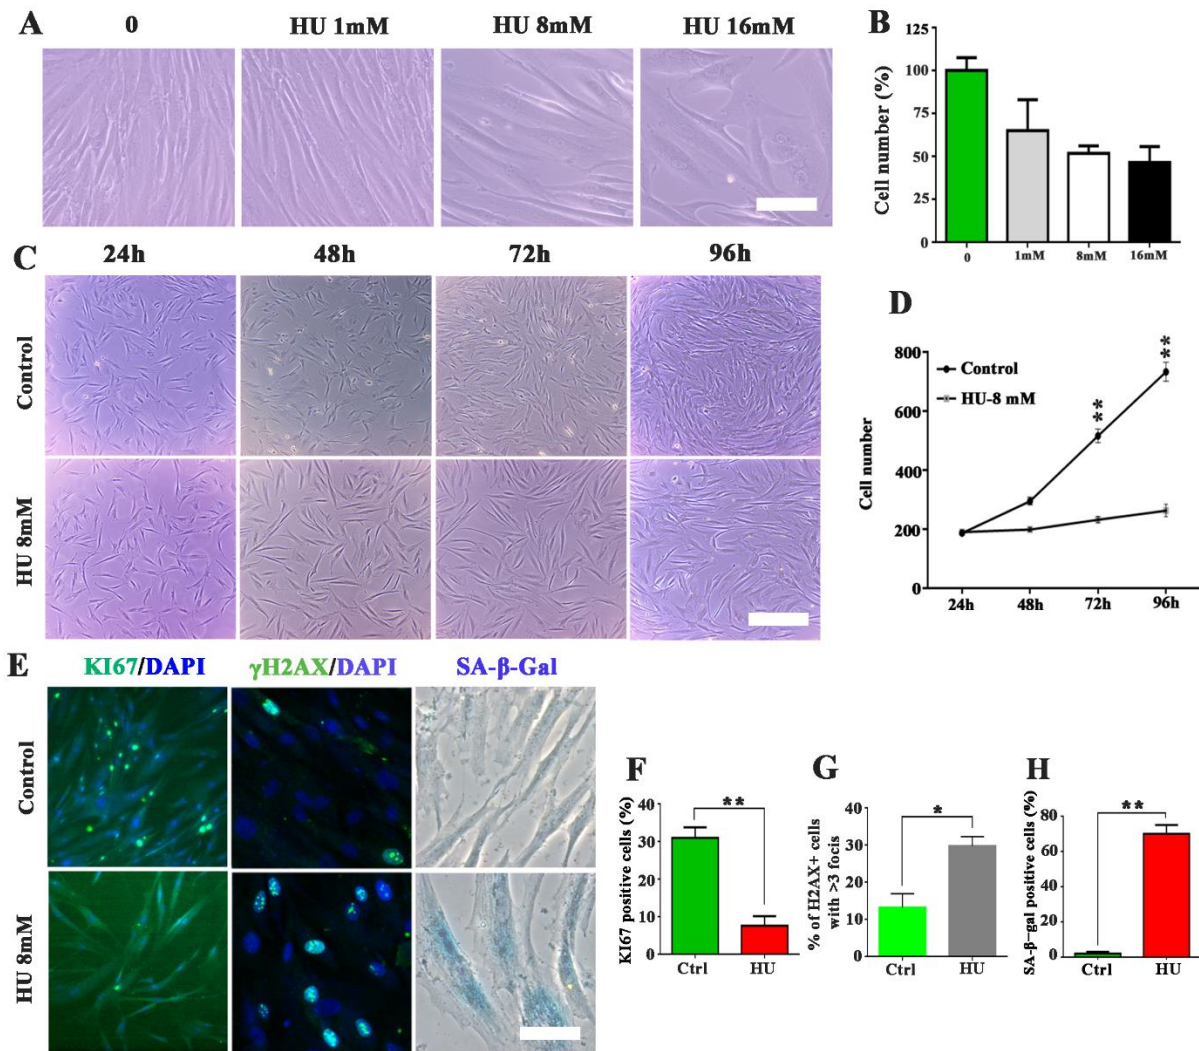 A
0
HU 1mM
HU 8mM
HU 16mM
B
Cell number (%)
125
100
75
50
25
0
0
1mM
8mM
16mM
C
24h
48h
72h
96h
Control
HU 8mM
D
Cell number
800
600
400
200
0
Control
HU-8 mM
**
**
24h
48h
72h
96h
E
KI67/DAPI
γH2AX/DAPI
SA-β-Gal
Control
HU 8mM
F
KI67 positive cells (%)
40
30
20
10
0
**
Ctrl
HU
G
% of H2AX+ cells
with >3 focis
40
30
20
10
0
*
Ctrl
HU
H
SA-β-gal positive cells (%)
80
60
40
20
0
**
Ctrl
HU